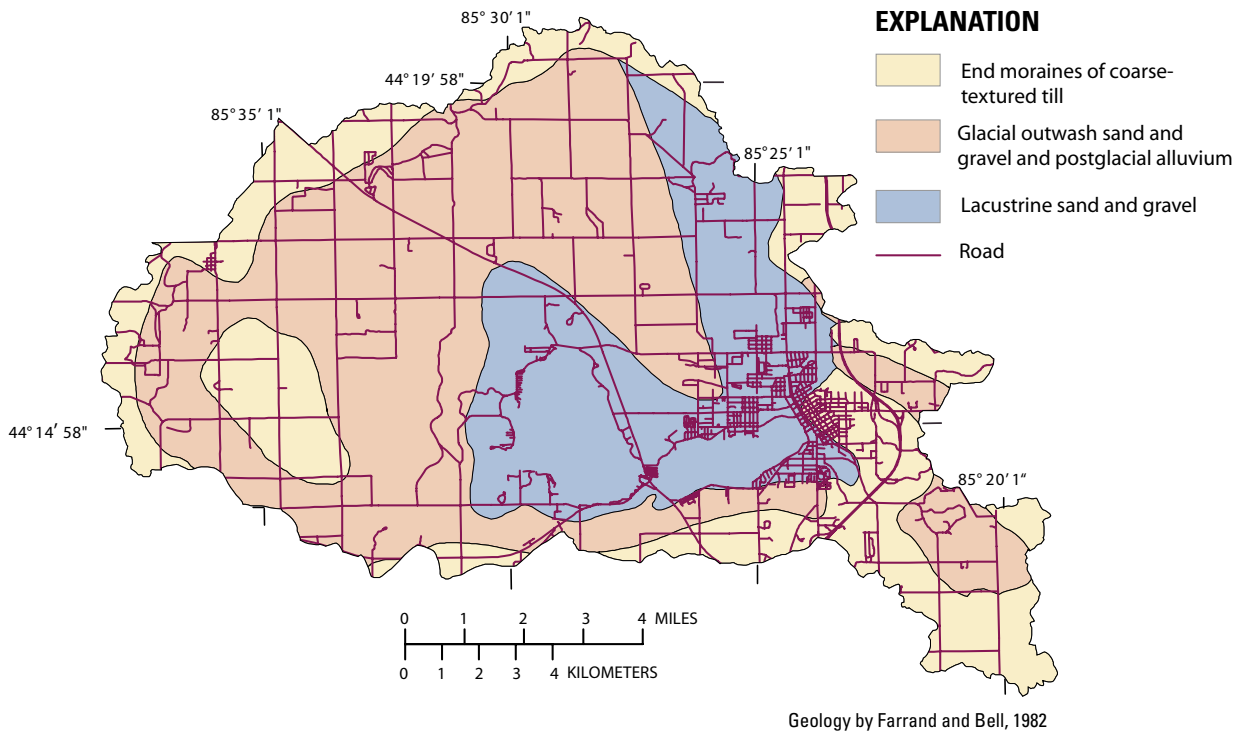 85° 30′ 1"
44° 19′ 58"
85° 35′ 1"
85° 25′ 1"
44° 14′ 58"
85° 20′ 1“
EXPLANATION
End moraines of coarse-
textured till
Glacial outwash sand and
gravel and postglacial alluvium
Lacustrine sand and gravel
Road
0 1 2 3 4 MILES
0 1 2 3 4 KILOMETERS
Geology by Farrand and Bell, 1982